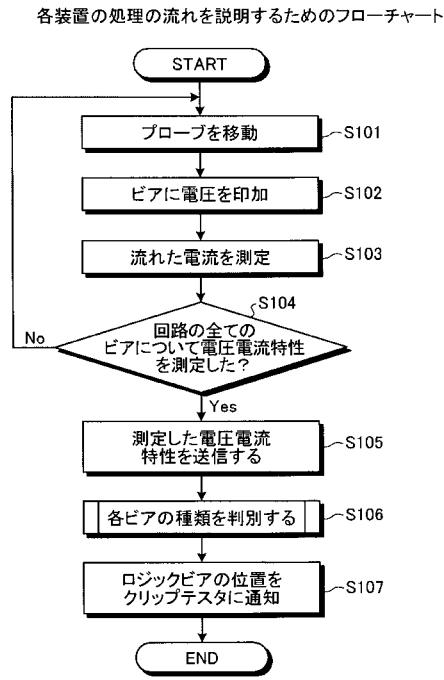 各装置の処理の流れを説明するためのフローチャート
START
プローブを移動
S101
ビアに電圧を印加
S102
流れた電流を測定
S103
S104
回路の全ての
ビアについて電圧電流特性
を測定した?
No
Yes
測定した電圧電流
特性を送信する
S105
各ビアの種類を判別する
S106
ロジックビアの位置を
クリップテスタに通知
S107
END